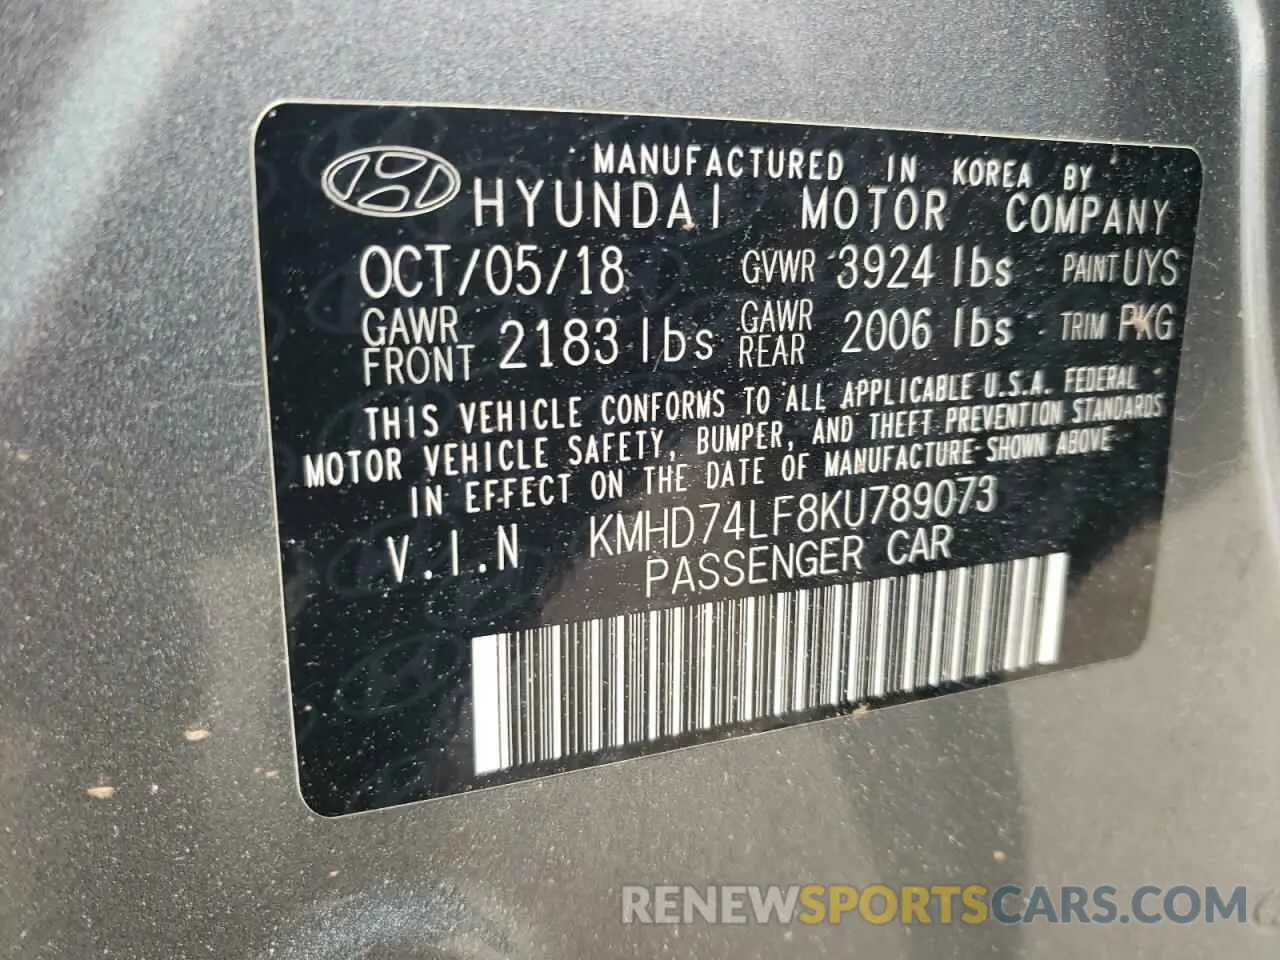 MANUFACTURED IN KOREA BY
HYUNDAI MOTOR COMPANY
OCT/05/18 GVWR 3924 lbs PAINT UYS
GAWR FRONT 2183 lbs GAWR REAR 2006 lbs TRIM PKG
THIS VEHICLE CONFORMS TO ALL APPLICABLE U.S.A. FEDERAL
MOTOR VEHICLE SAFETY, BUMPER, AND THEFT PREVENTION STANDARDS
IN EFFECT ON THE DATE OF MANUFACTURE SHOWN ABOVE
V.I.N KMHD74LF8KU789073
PASSENGER CAR
RENEWSPORTSCARS.COM